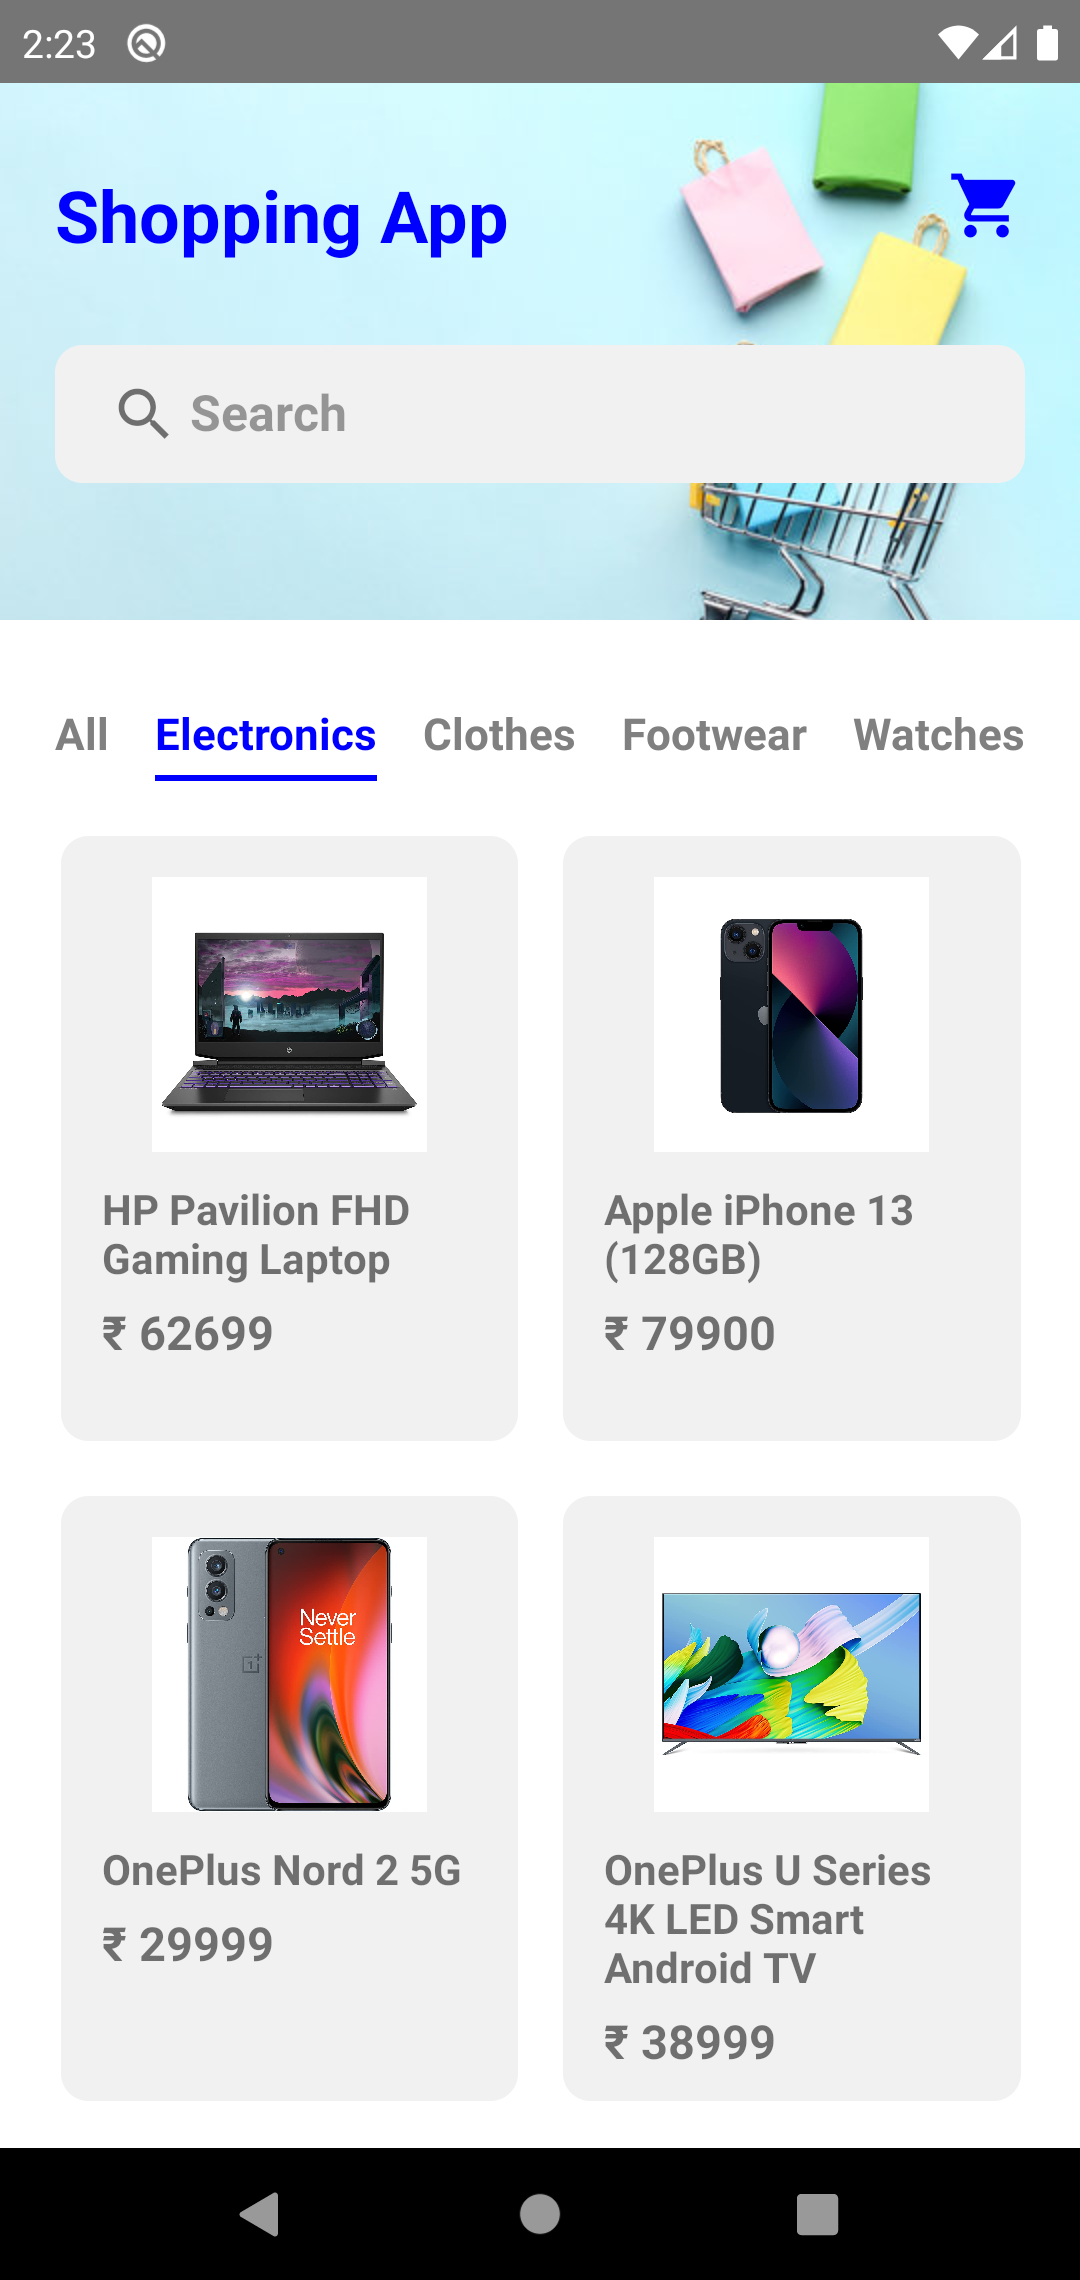 2:23
Shopping App
Search
All Electronics Clothes Footwear Watches
HP Pavilion FHD
Gaming Laptop
₹ 62699
Apple iPhone 13
(128GB)
₹ 79900
Never
Settle
OnePlus Nord 2 5G
₹ 29999
OnePlus U Series
4K LED Smart
Android TV
₹ 38999